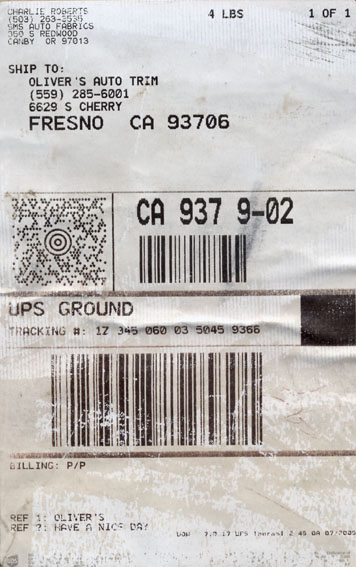 CHARLIE ROBERTS
4 LBS
1 OF 1
(503) 263-3535
SMS AUTO FABRICS
350 S REDWOOD
CANBY OR 97013
SHIP TO:
OLIVER'S AUTO TRIM
(559) 285-6001
6629 S CHERRY
FRESNO CA 93706
CA 937 9-02
UPS GROUND
TRACKING #: 1Z 345 060 03 5045 9366
BILLING: P/P
REF 1: OLIVER'S
REF 2: HAVE A NICE DAY